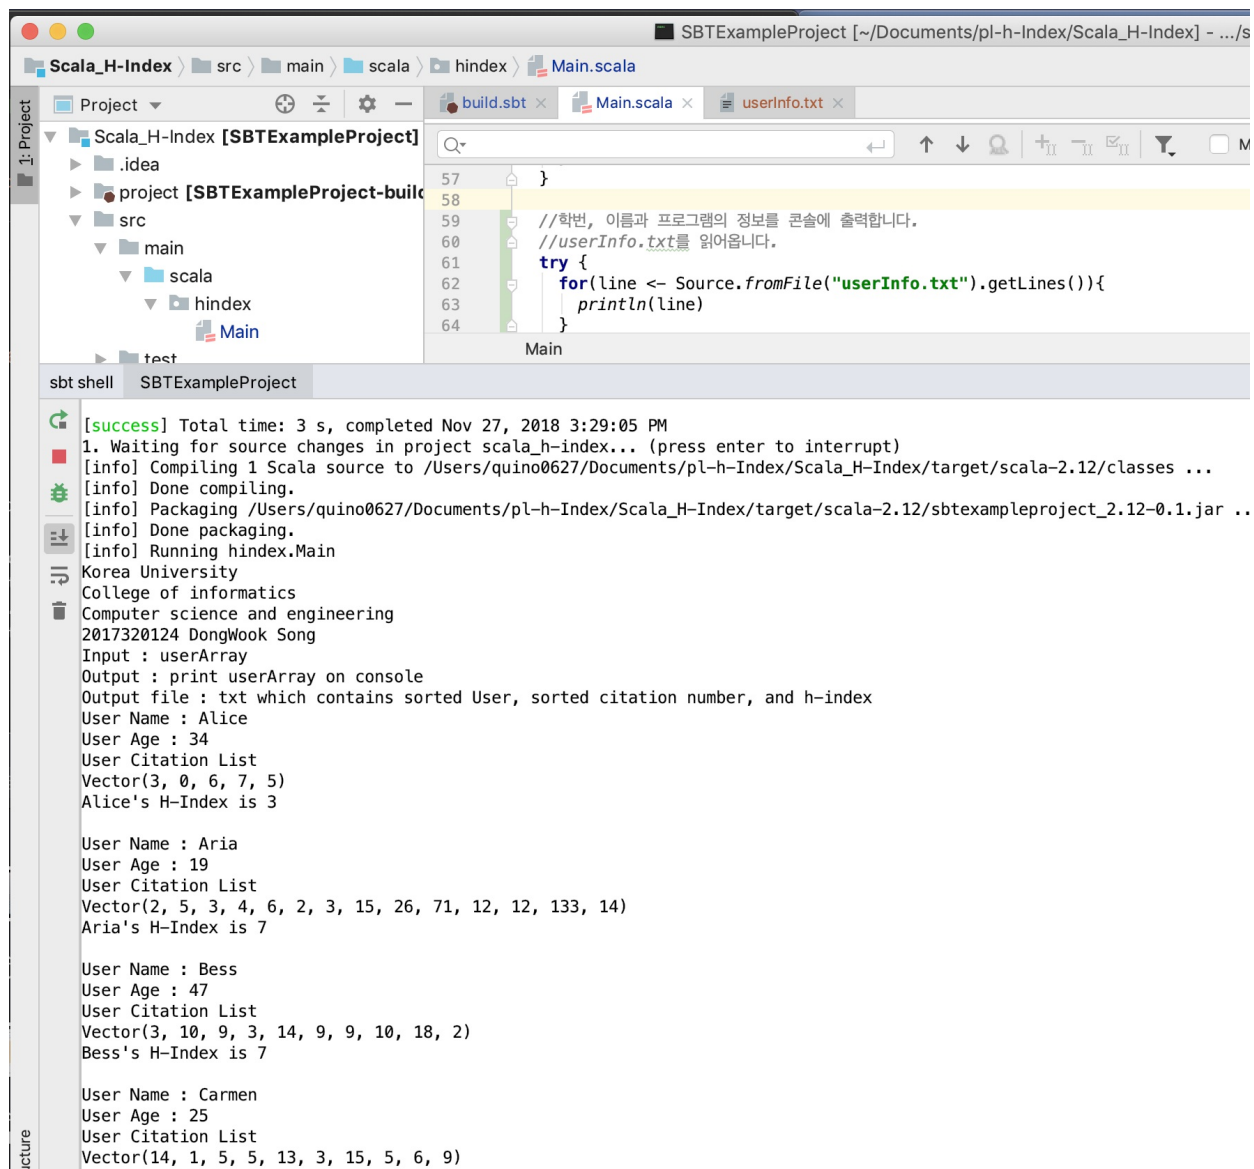 SBTExampleProject [~/Documents/pl-h-Index/Scala_H-Index] - .../s
Scala_H-Index src main scala hindex Main.scala
1: Project
Project
build.sbt Main.scala userInfo.txt
Scala_H-Index [SBTExampleProject]
.idea
project [SBTExampleProject-build
src
main
scala
hindex
Main
test
M
57 }
58
59 //학번, 이름과 프로그램의 정보를 콘솔에 출력합니다.
60 //userInfo.txt를 읽어옵니다.
61 try {
62 for(line <- Source.fromFile("userInfo.txt").getLines()){
63 println(line)
64 }
Main
sbt shell SBTExampleProject
[success] Total time: 3 s, completed Nov 27, 2018 3:29:05 PM
1. Waiting for source changes in project scala_h-index... (press enter to interrupt)
[info] Compiling 1 Scala source to /Users/quino0627/Documents/pl-h-Index/Scala_H-Index/target/scala-2.12/classes ...
[info] Done compiling.
[info] Packaging /Users/quino0627/Documents/pl-h-Index/Scala_H-Index/target/scala-2.12/sbtexampleproject_2.12-0.1.jar ..
[info] Done packaging.
[info] Running hindex.Main
Korea University
College of informatics
Computer science and engineering
2017320124 DongWook Song
Input : userArray
Output : print userArray on console
Output file : txt which contains sorted User, sorted citation number, and h-index
User Name : Alice
User Age : 34
User Citation List
Vector(3, 0, 6, 7, 5)
Alice's H-Index is 3
User Name : Aria
User Age : 19
User Citation List
Vector(2, 5, 3, 4, 6, 2, 3, 15, 26, 71, 12, 12, 133, 14)
Aria's H-Index is 7
User Name : Bess
User Age : 47
User Citation List
Vector(3, 10, 9, 3, 14, 9, 9, 10, 18, 2)
Bess's H-Index is 7
User Name : Carmen
User Age : 25
User Citation List
Vector(14, 1, 5, 5, 13, 3, 15, 5, 6, 9)
ucture